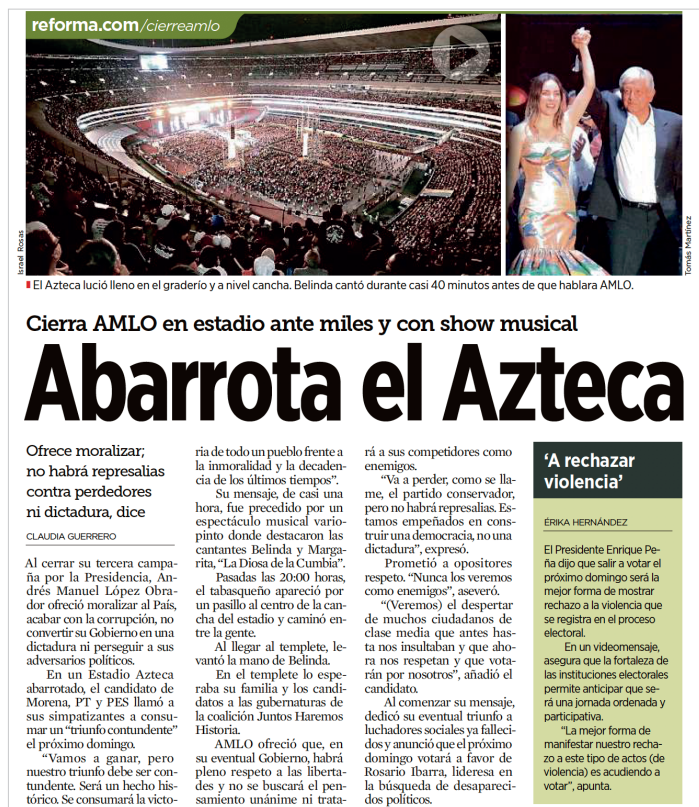 reforma.com/cierreamlo
Israel Rosas
Tomás Martínez
El Azteca lució lleno en el graderío y a nivel cancha. Belinda cantó durante casi 40 minutos antes de que hablara AMLO.
Cierra AMLO en estadio ante miles y con show musical
Abarrota el Azteca
Ofrece moralizar;
no habrá represalias
contra perdedores
ni dictadura, dice
CLAUDIA GUERRERO
Al cerrar su tercera campa-
ña por la Presidencia, An-
drés Manuel López Obra-
dor ofreció moralizar al País,
acabar con la corrupción, no
convertir su Gobierno en una
dictadura ni perseguir a sus
adversarios políticos.
En un Estadio Azteca
abarrotado, el candidato de
Morena, PT y PES llamó a
sus simpatizantes a consu-
mar un “triunfo contundente”
el próximo domingo.
“Vamos a ganar, pero
nuestro triunfo debe ser con-
tundente. Será un hecho his-
tórico. Se consumará la victo-
ria de todo un pueblo frente a
la inmoralidad y la decaden-
cia de los últimos tiempos”.
Su mensaje, de casi una
hora, fue precedido por un
espectáculo musical vario-
pinto donde destacaron las
cantantes Belinda y Marga-
rita, “La Diosa de la Cumbia”.
Pasadas las 20:00 horas,
el tabasqueño apareció por
un pasillo al centro de la can-
cha del estadio y caminó en-
tre la gente.
Al llegar al templete, le-
vantó la mano de Belinda.
En el templete lo espe-
raba su familia y los candi-
datos a las gubernaturas de
la coalición Juntos Haremos
Historia.
AMLO ofreció que, en
su eventual Gobierno, habrá
pleno respeto a las liberta-
des y no se buscará el pen-
samiento unánime ni trata-
rá a sus competidores como
enemigos.
“Va a perder, como se lla-
me, el partido conservador,
pero no habrá represalias. Es-
tamos empeñados en cons-
truir una democracia, no una
dictadura”, expresó.
Prometió a opositores
respeto. “Nunca los veremos
como enemigos”, aseveró.
“(Veremos) el despertar
de muchos ciudadanos de
clase media que antes has-
ta nos insultaban y que aho-
ra nos respetan y que vota-
rán por nosotros”, añadió el
candidato.
Al comenzar su mensaje,
dedicó su eventual triunfo a
luchadores sociales ya falleci-
dos y anunció que el próximo
domingo votará a favor de
Rosario Ibarra, lideresa en
la búsqueda de desapareci-
dos políticos.
‘A rechazar
violencia’
ÉRIKA HERNÁNDEZ
El Presidente Enrique Pe-
ña dijo que salir a votar el
próximo domingo será la
mejor forma de mostrar
rechazo a la violencia que
se registra en el proceso
electoral.
En un videomensaje,
asegura que la fortaleza de
las instituciones electorales
permite anticipar que se-
rá una jornada ordenada y
participativa.
“La mejor forma de
manifestar nuestro recha-
zo a este tipo de actos (de
violencia) es acudiendo a
votar”, apunta.